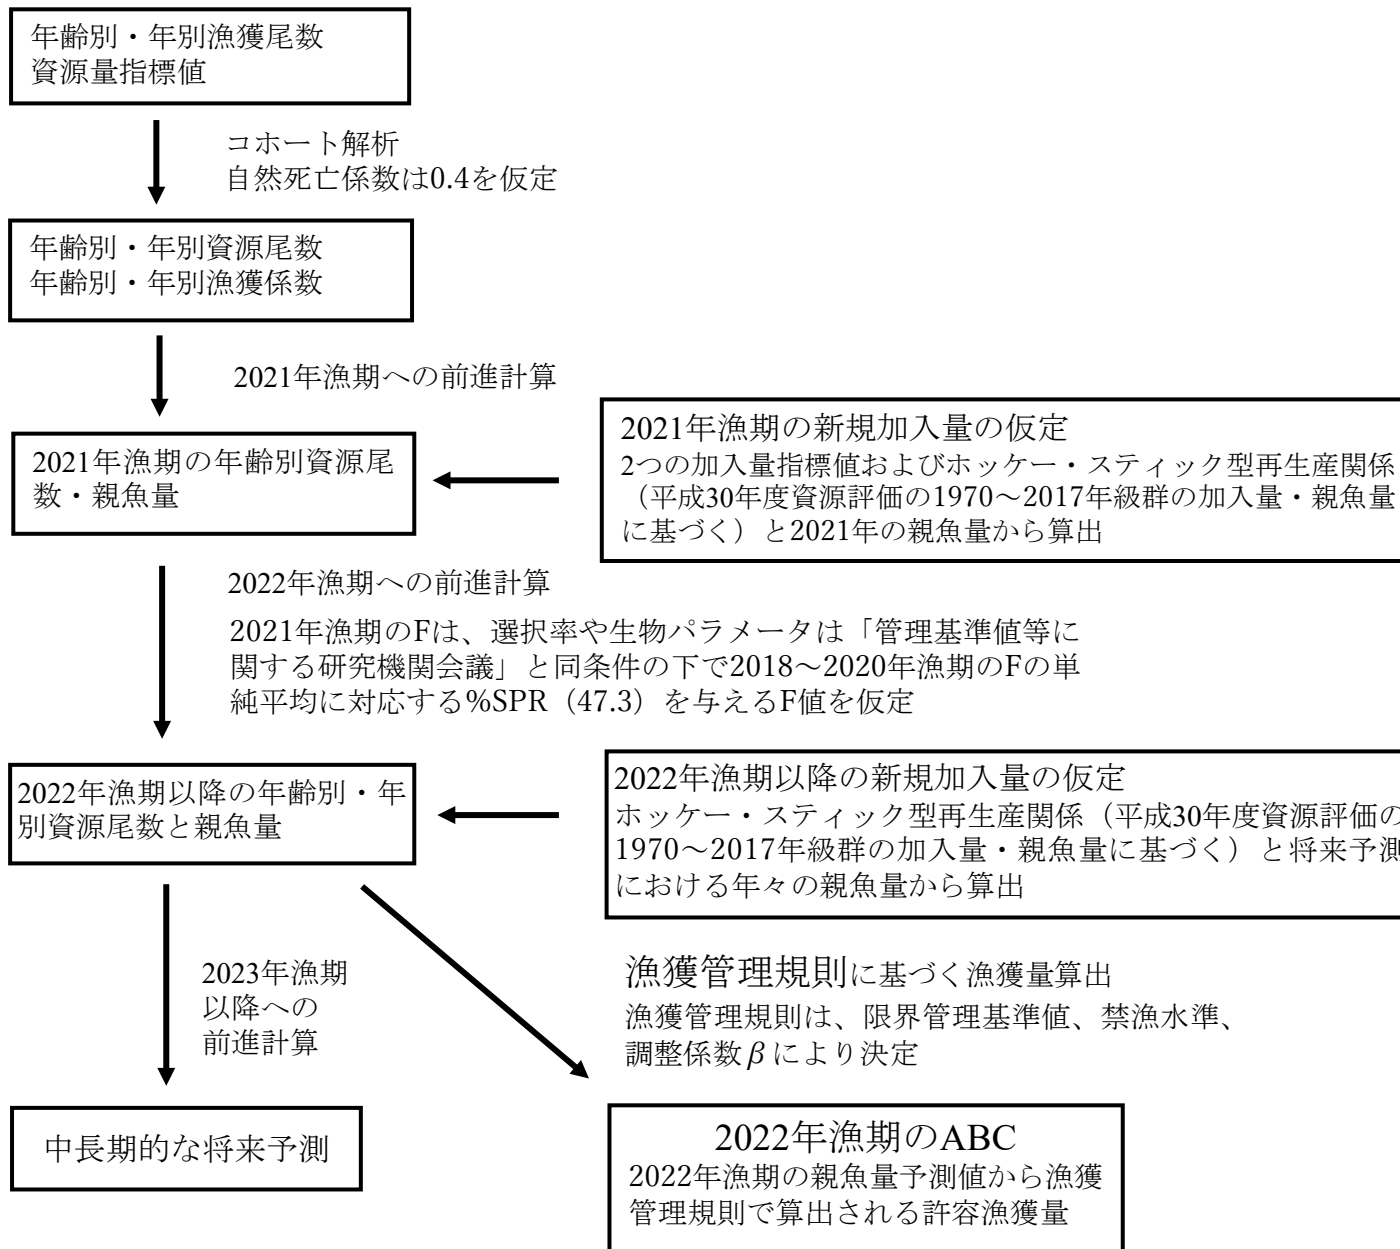 年齢別・年別漁獲尾数
資源量指標値
コホート解析
自然死亡係数は0.4を仮定
年齢別・年別資源尾数
年齢別・年別漁獲係数
2021年漁期への前進計算
2021年漁期の年齢別資源尾
数・親魚量
2021年漁期の新規加入量の仮定
2つの加入量指標値およびホッケー・スティック型再生産関係
（平成30年度資源評価の1970～2017年級群の加入量・親魚量
に基づく）と2021年の親魚量から算出
2022年漁期への前進計算
2021年漁期のFは、選択率や生物パラメータは「管理基準値等に
関する研究機関会議」と同条件の下で2018～2020年漁期のFの単
純平均に対応する%SPR（47.3）を与えるF値を仮定
2022年漁期以降の年齢別・年
別資源尾数と親魚量
2022年漁期以降の新規加入量の仮定
ホッケー・スティック型再生産関係（平成30年度資源評価の
1970～2017年級群の加入量・親魚量に基づく）と将来予測
における年々の親魚量から算出
2023年漁期
以降への
前進計算
漁獲管理規則に基づく漁獲量算出
漁獲管理規則は、限界管理基準値、禁漁水準、
調整係数βにより決定
中長期的な将来予測
2022年漁期のABC
2022年漁期の親魚量予測値から漁獲
管理規則で算出される許容漁獲量